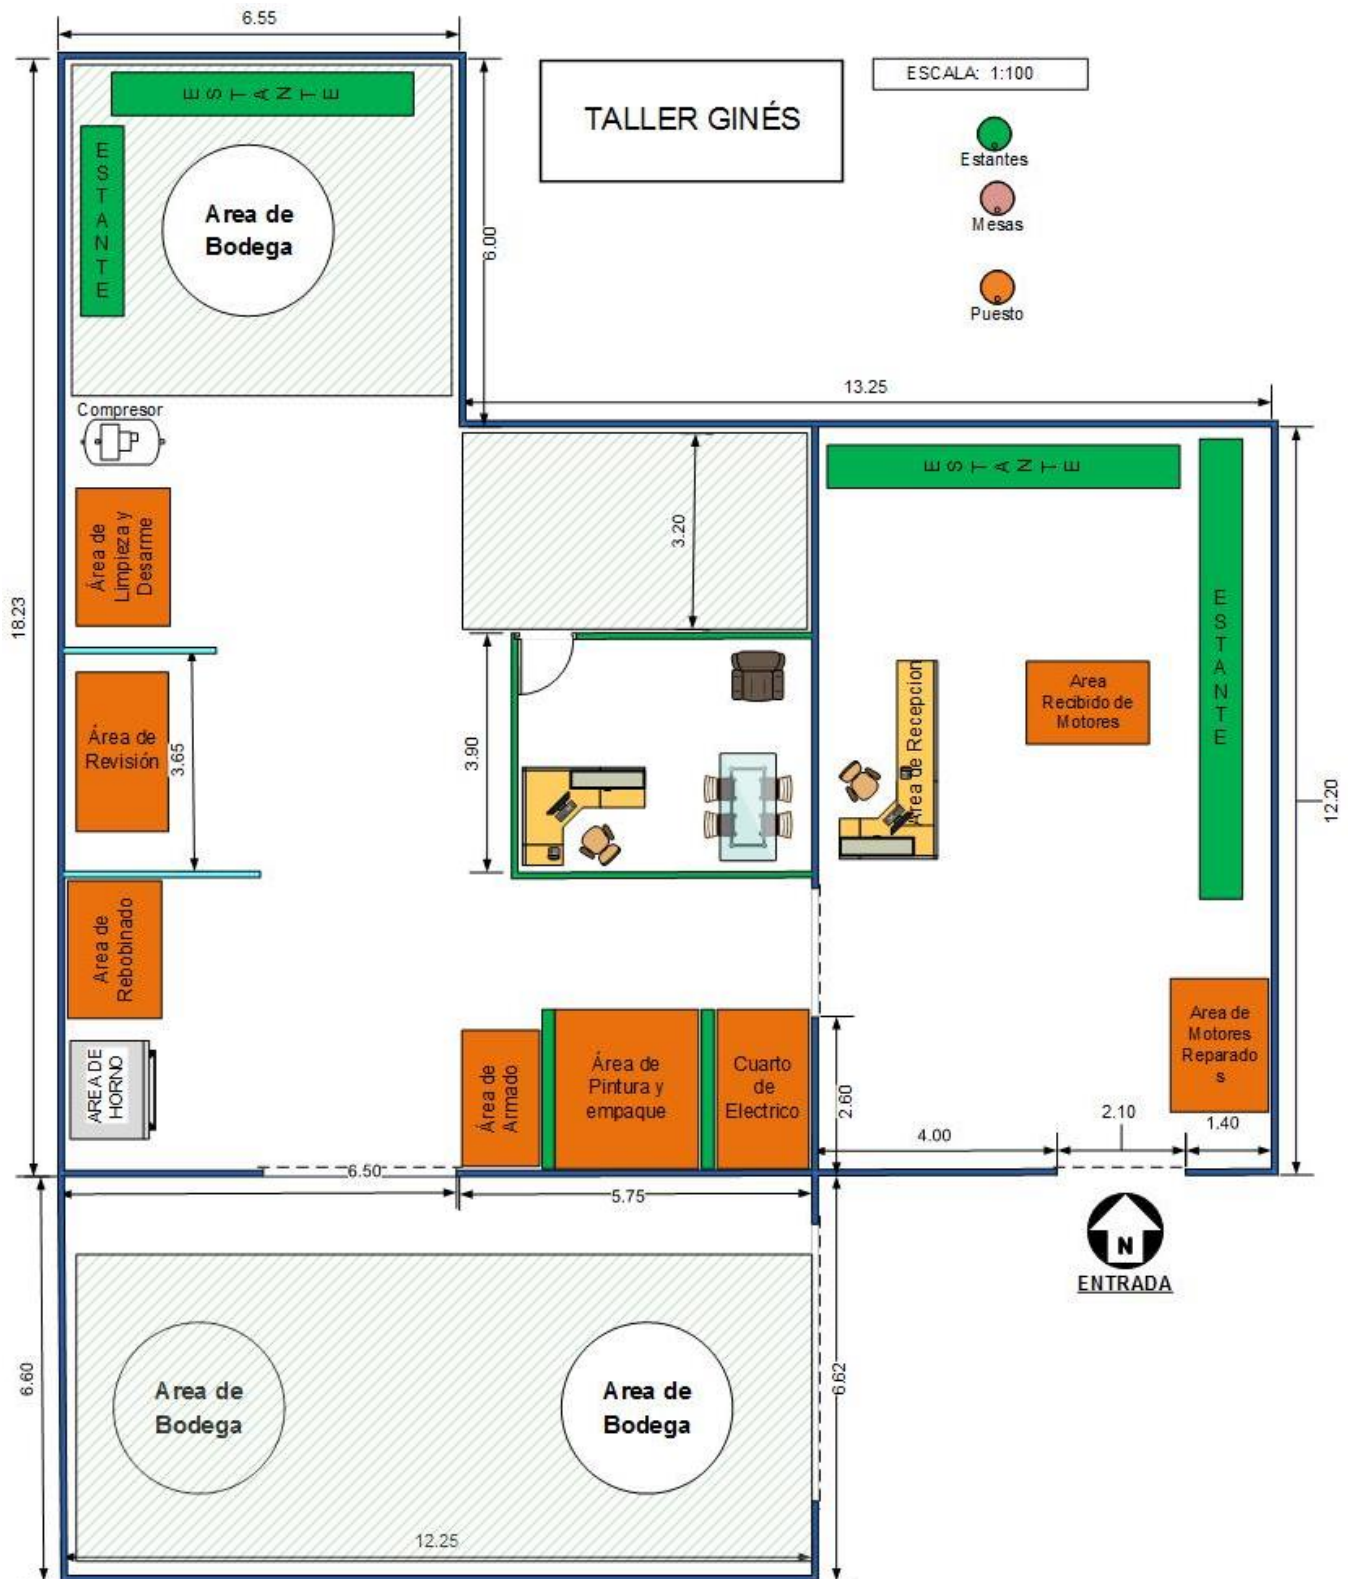 6.55
TALLER GINÉS
ESCALA: 1:100
Estantes
Mesas
Puesto
ESTANTE
ESTANTE
Area de
Bodega
6.00
13.25
Compresor
18.23
Área de
Limpieza y
Desarme
3.20
ESTANTE
ESTANTE
Área de
Revisión
3.65
3.90
Area de Recepcion
Area
Recibido de
Motores
12.20
Area de
Rebobinado
AREA DE
HORNO
Área de
Armado
Área de
Pintura y
empaque
Cuarto
de
Electrico
2.60
Area de
Motores
Reparado
s
4.00
2.10
1.40
6.50
5.75
N
ENTRADA
6.60
Area de
Bodega
Area de
Bodega
6.62
12.25